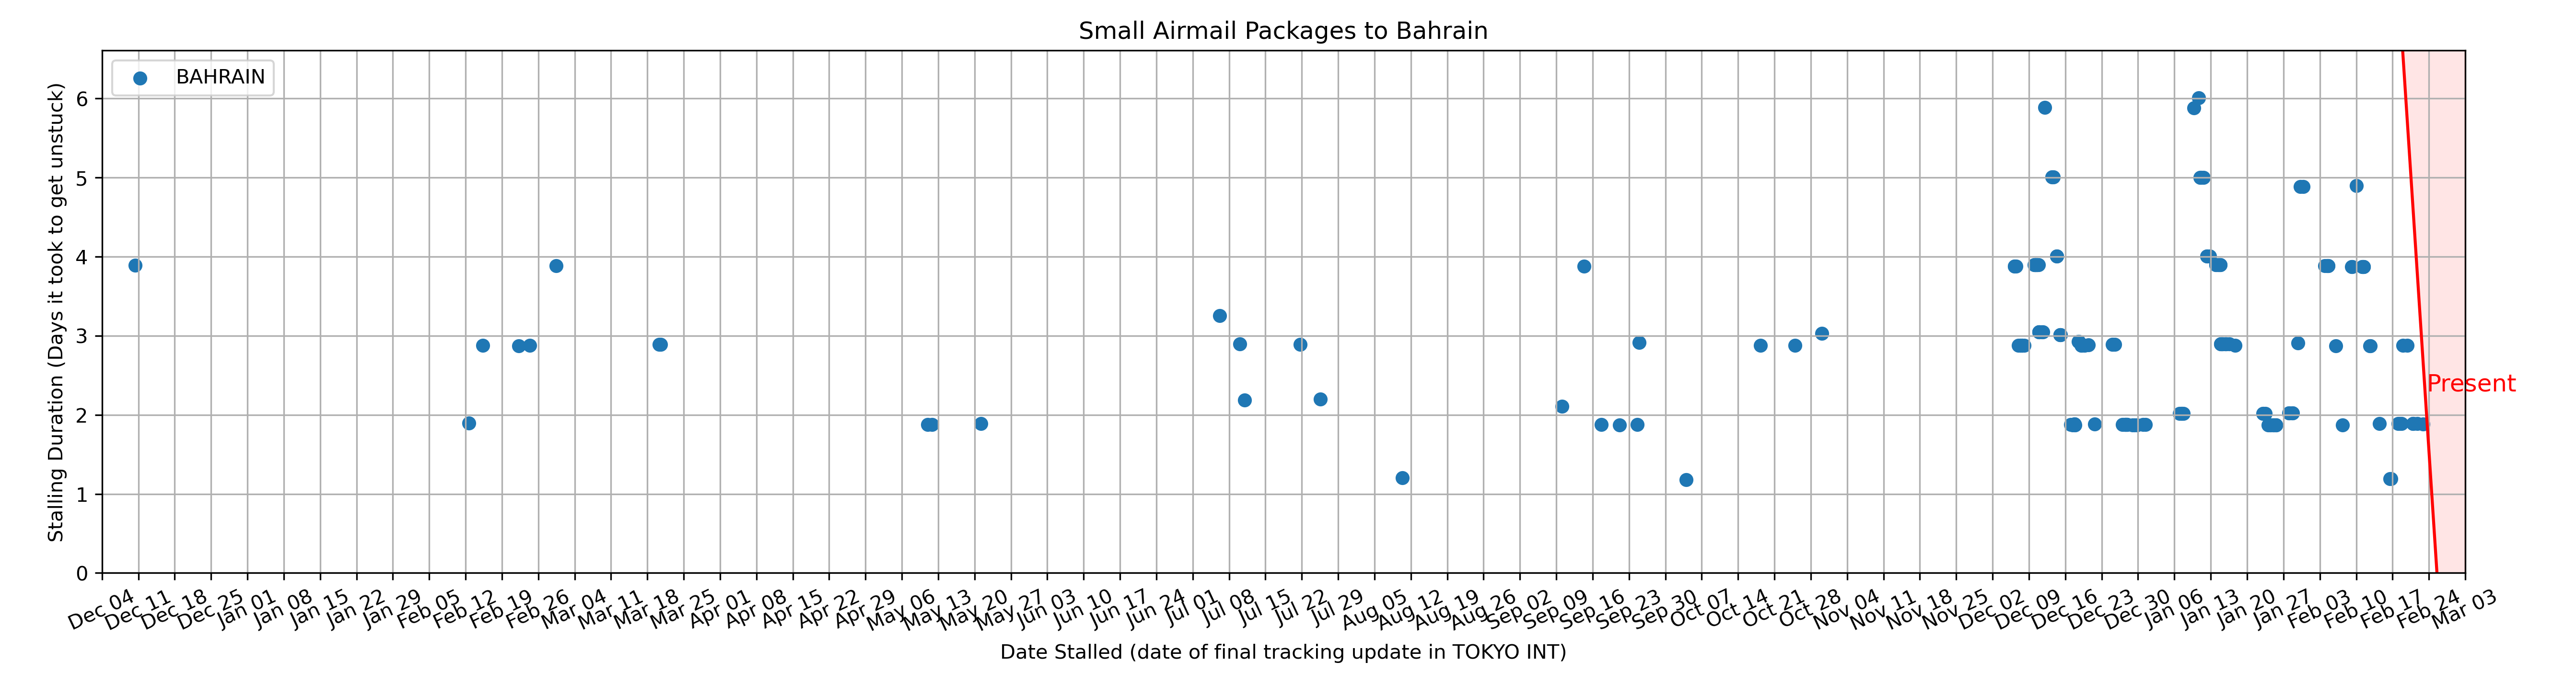 Small Airmail Packages to Bahrain
BAHRAIN
Stalling Duration (Days it took to get unstuck)
6
5
4
3
2
1
0
Present
Dec 04
Dec 11
Dec 18
Dec 25
Jan 01
Jan 08
Jan 15
Jan 22
Jan 29
Feb 05
Feb 12
Feb 19
Feb 26
Mar 04
Mar 11
Mar 18
Mar 25
Apr 01
Apr 08
Apr 15
Apr 22
Apr 29
May 06
May 13
May 20
May 27
Jun 03
Jun 10
Jun 17
Jun 24
Jul 01
Jul 08
Jul 15
Jul 22
Jul 29
Aug 05
Aug 12
Aug 19
Aug 26
Sep 02
Sep 09
Sep 16
Sep 23
Sep 30
Oct 07
Oct 14
Oct 21
Oct 28
Nov 04
Nov 11
Nov 18
Nov 25
Dec 02
Dec 09
Dec 16
Dec 23
Dec 30
Jan 06
Jan 13
Jan 20
Jan 27
Feb 03
Feb 10
Feb 17
Feb 24
Mar 03
Date Stalled (date of final tracking update in TOKYO INT)